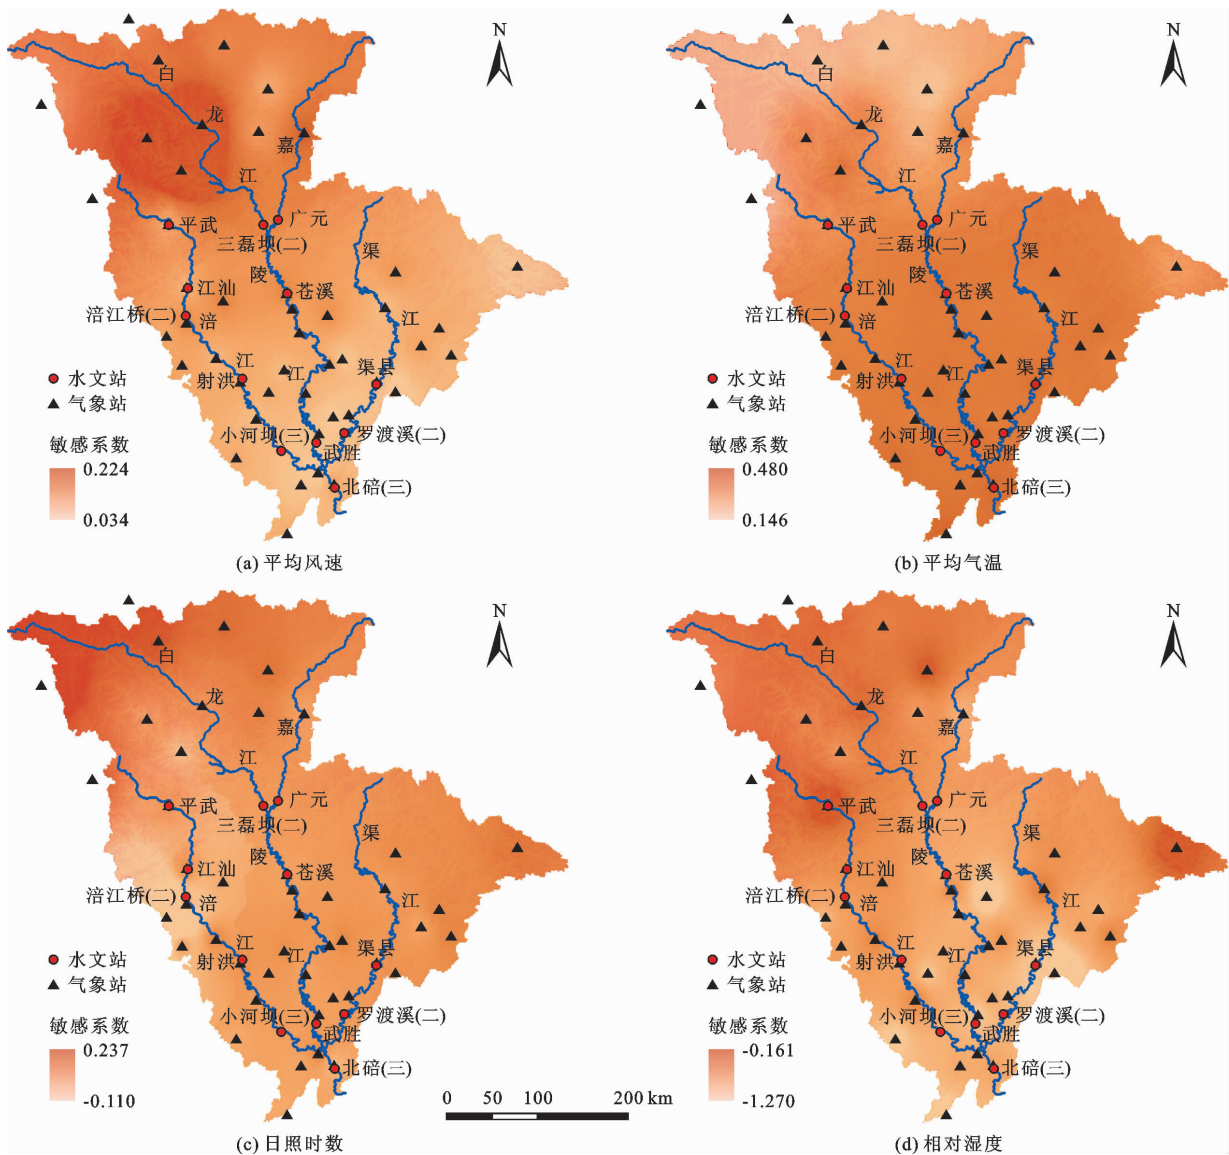 N
白
龙
嘉
江
广元
平武
三磊坝(二)
渠
陵
江油
苍溪
涪江桥(二)
涪
江
江
渠县
江
射洪
水文站
气象站
小河坝(三)
罗渡溪(二)
武胜
敏感系数
0.224
0.034
北碚(三)
(a) 平均风速
N
白
龙
嘉
江
广元
平武
三磊坝(二)
渠
陵
江油
苍溪
涪江桥(二)
涪
江
江
渠县
江
射洪
水文站
气象站
小河坝(三)
罗渡溪(二)
武胜
敏感系数
0.480
0.146
北碚(三)
(b) 平均气温
N
白
龙
嘉
江
广元
平武
三磊坝(二)
渠
陵
江油
苍溪
涪江桥(二)
涪
江
江
渠县
江
射洪
水文站
气象站
小河坝(三)
罗渡溪(二)
武胜
敏感系数
0.237
-0.110
北碚(三)
0 50 100 200 km
(c) 日照时数
N
白
龙
嘉
江
广元
平武
三磊坝(二)
渠
陵
江油
苍溪
涪江桥(二)
涪
江
江
渠县
江
射洪
水文站
气象站
小河坝(三)
罗渡溪(二)
武胜
敏感系数
-0.161
-1.270
北碚(三)
(d) 相对湿度